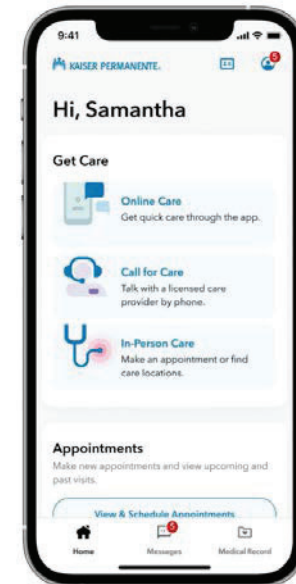 9:41
KAISER PERMANENTE®
5
Hi, Samantha
Get Care
Online Care
Get quick care through the app.
Call for Care
Talk with a licensed care
provider by phone.
In-Person Care
Make an appointment or find
care locations.
Appointments
Make new appointments and view upcoming and
past visits.
View & Schedule Appointments
5
Home
Messages
Medical Record